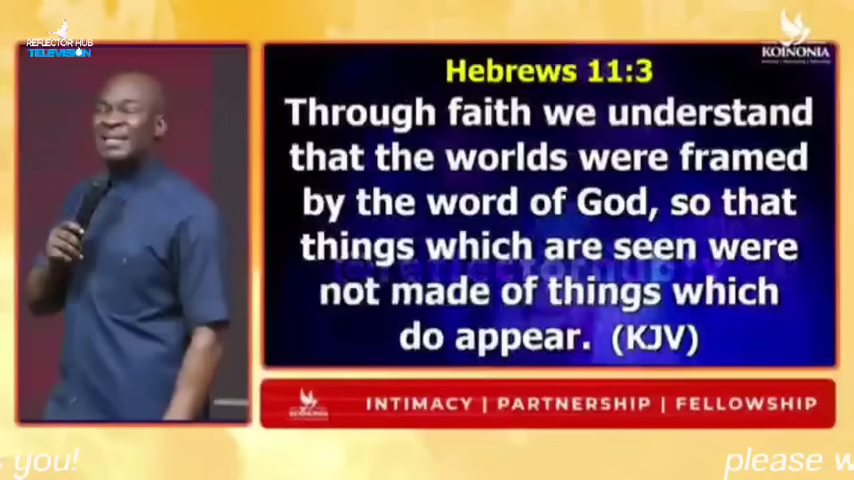 REFLECTOR HUB
TELEVISION
KOINONIA
Hebrews 11:3
Through faith we understand
that the worlds were framed
by the word of God, so that
things which are seen were
not made of things which
do appear. (KJV)
KOINONIA
INTIMACY | PARTNERSHIP | FELLOWSHIP
you!
please